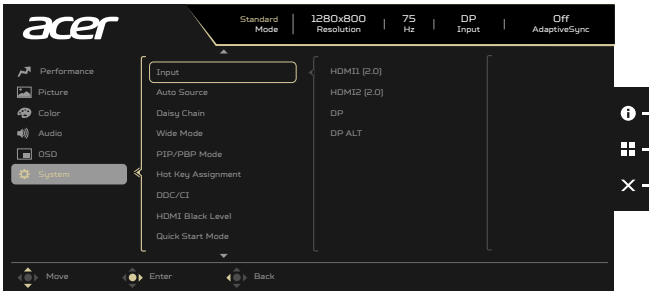 acer
Standard
Mode
1280x800
Resolution
75
Hz
DP
Input
Off
AdaptiveSync
Performance
Picture
Color
Audio
OSD
System
Input
Auto Source
Daisy Chain
Wide Mode
PIP/PBP Mode
Hot Key Assignment
DDC/CI
HDMI Black Level
Quick Start Mode
HDMI1 (2.0)
HDMI2 (2.0)
DP
DP ALT
Move
Enter
Back